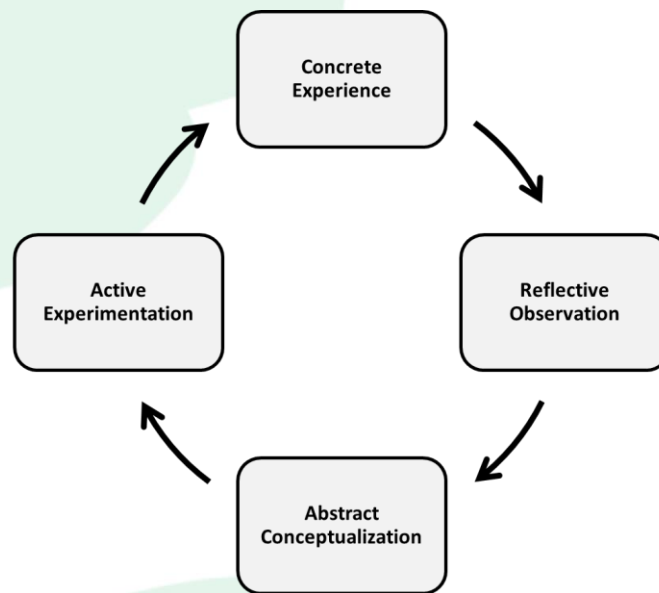 Concrete
Experience
Reflective
Observation
Abstract
Conceptualization
Active
Experimentation